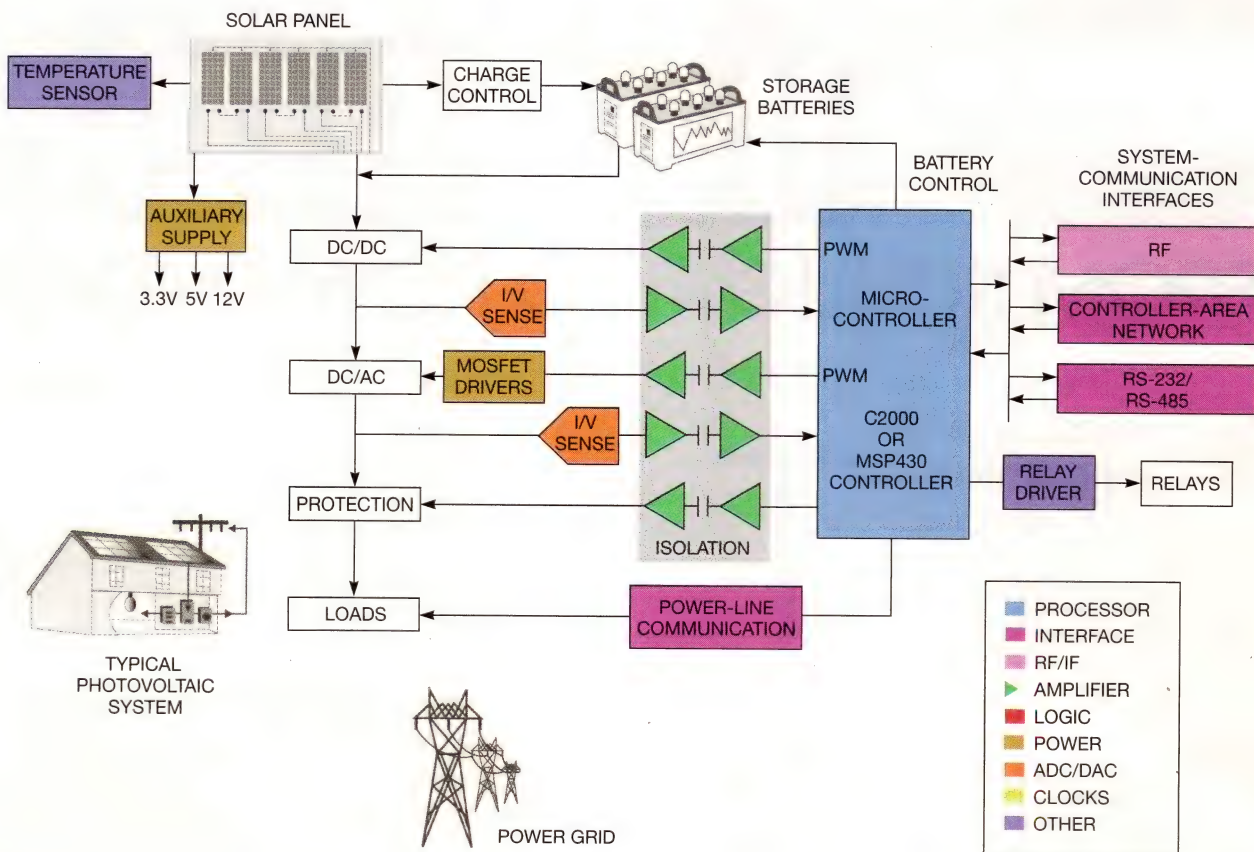 SOLAR PANEL
TEMPERATURE
SENSOR
CHARGE
CONTROL
STORAGE
BATTERIES
BATTERY
CONTROL
SYSTEM-
COMMUNICATION
INTERFACES
AUXILIARY
SUPPLY
3.3V 5V 12V
DC/DC
PWM
RF
I/V
SENSE
MICRO-
CONTROLLER
CONTROLLER-AREA
NETWORK
DC/AC
MOSFET
DRIVERS
PWM
RS-232/
RS-485
I/V
SENSE
C2000
OR
MSP430
CONTROLLER
RELAY
DRIVER
RELAYS
PROTECTION
ISOLATION
LOADS
POWER-LINE
COMMUNICATION
TYPICAL
PHOTOVOLTAIC
SYSTEM
POWER GRID
PROCESSOR
INTERFACE
RF/IF
AMPLIFIER
LOGIC
POWER
ADC/DAC
CLOCKS
OTHER